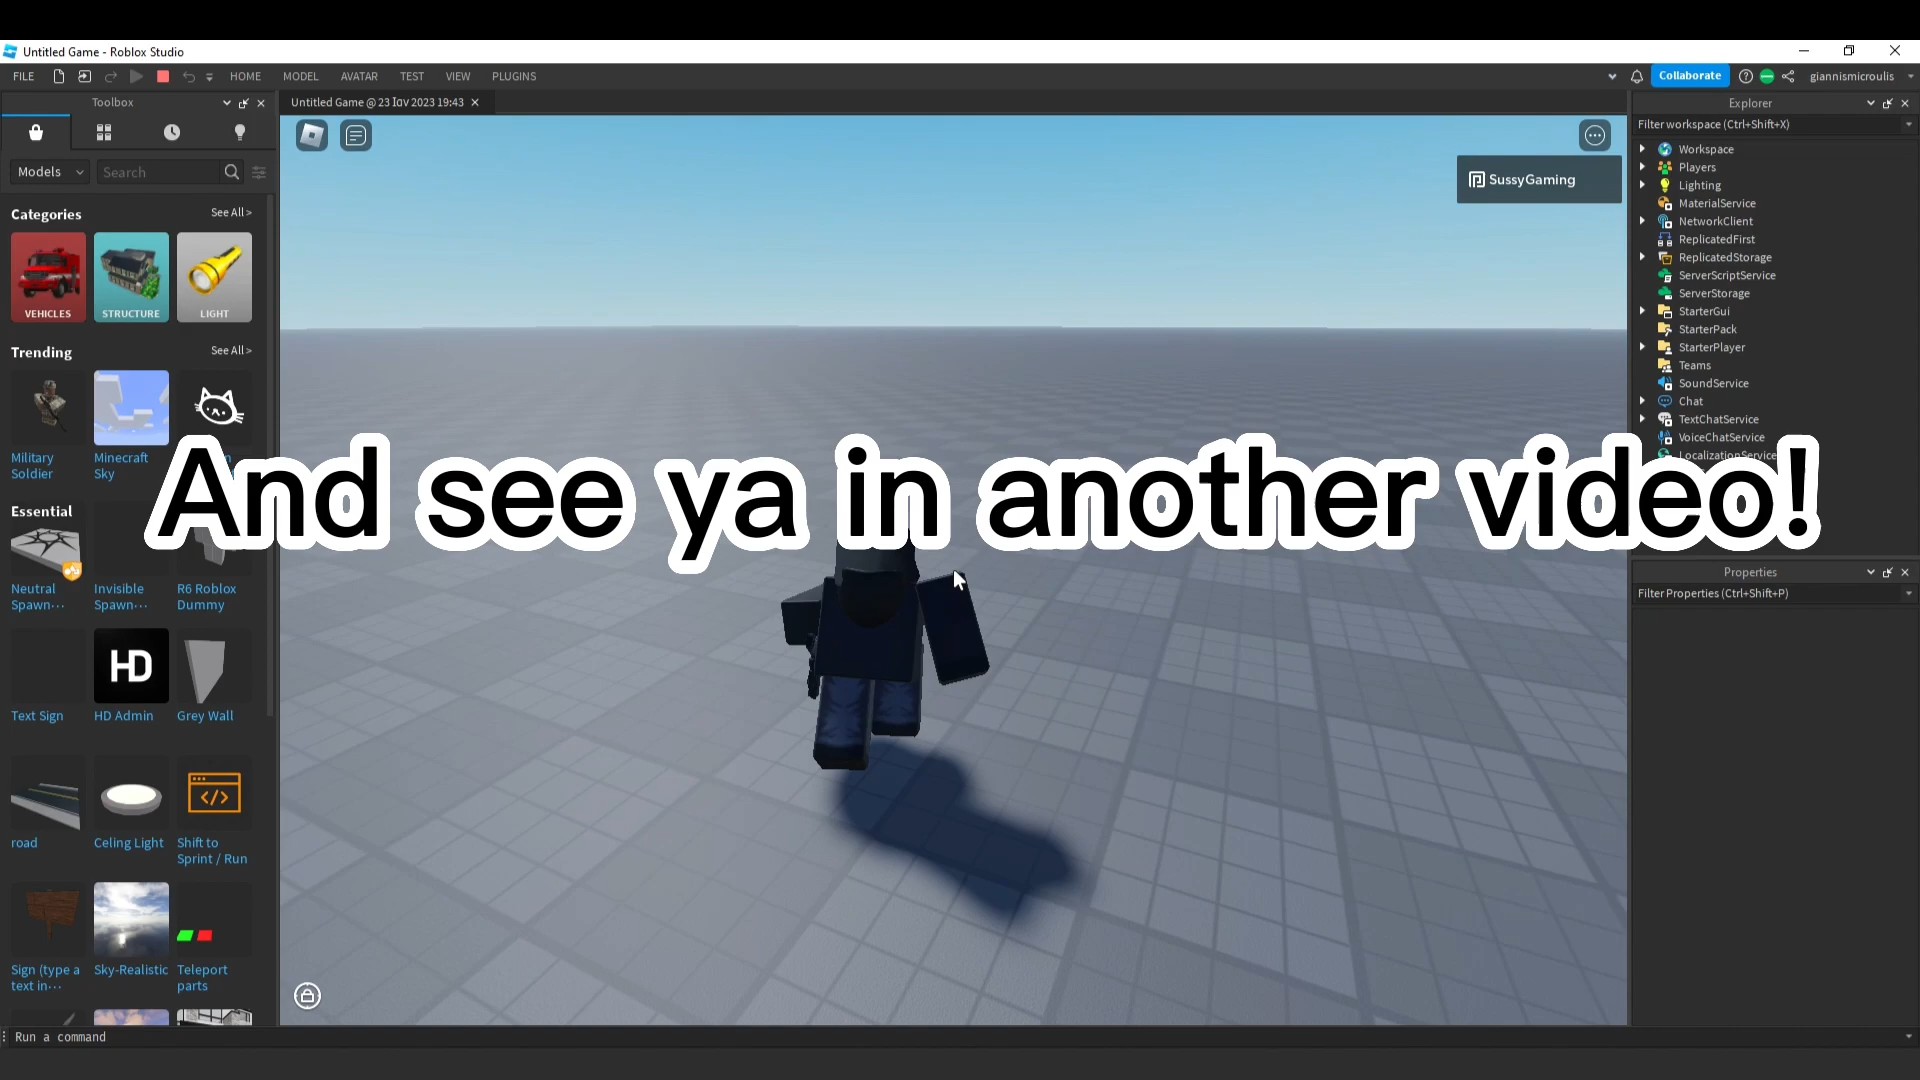 Untitled Game - Roblox Studio
FILE HOME MODEL AVATAR TEST VIEW PLUGINS Collaborate giannismicroulis
Toolbox
Untitled Game @ 23 Ιαν 2023 19:43
Models Search
Categories See All >
VEHICLES STRUCTURE LIGHT
Trending See All >
Military
Soldier
Minecraft
Sky
Essential
Neutral
Spawn···
Invisible
Spawn···
R6 Roblox
Dummy
HD
Text Sign
HD Admin
Grey Wall
road
Celing Light
Shift to
Sprint / Run
Sign (type a
text in···
Sky-Realistic
Teleport
parts
SussyGaming
And see ya in another video!
Explorer
Filter workspace (Ctrl+Shift+X)
Workspace
Players
Lighting
MaterialService
NetworkClient
ReplicatedFirst
ReplicatedStorage
ServerScriptService
ServerStorage
StarterGui
StarterPack
StarterPlayer
Teams
SoundService
Chat
TextChatService
VoiceChatService
LocalizationService
Properties
Filter Properties (Ctrl+Shift+P)
Run a command